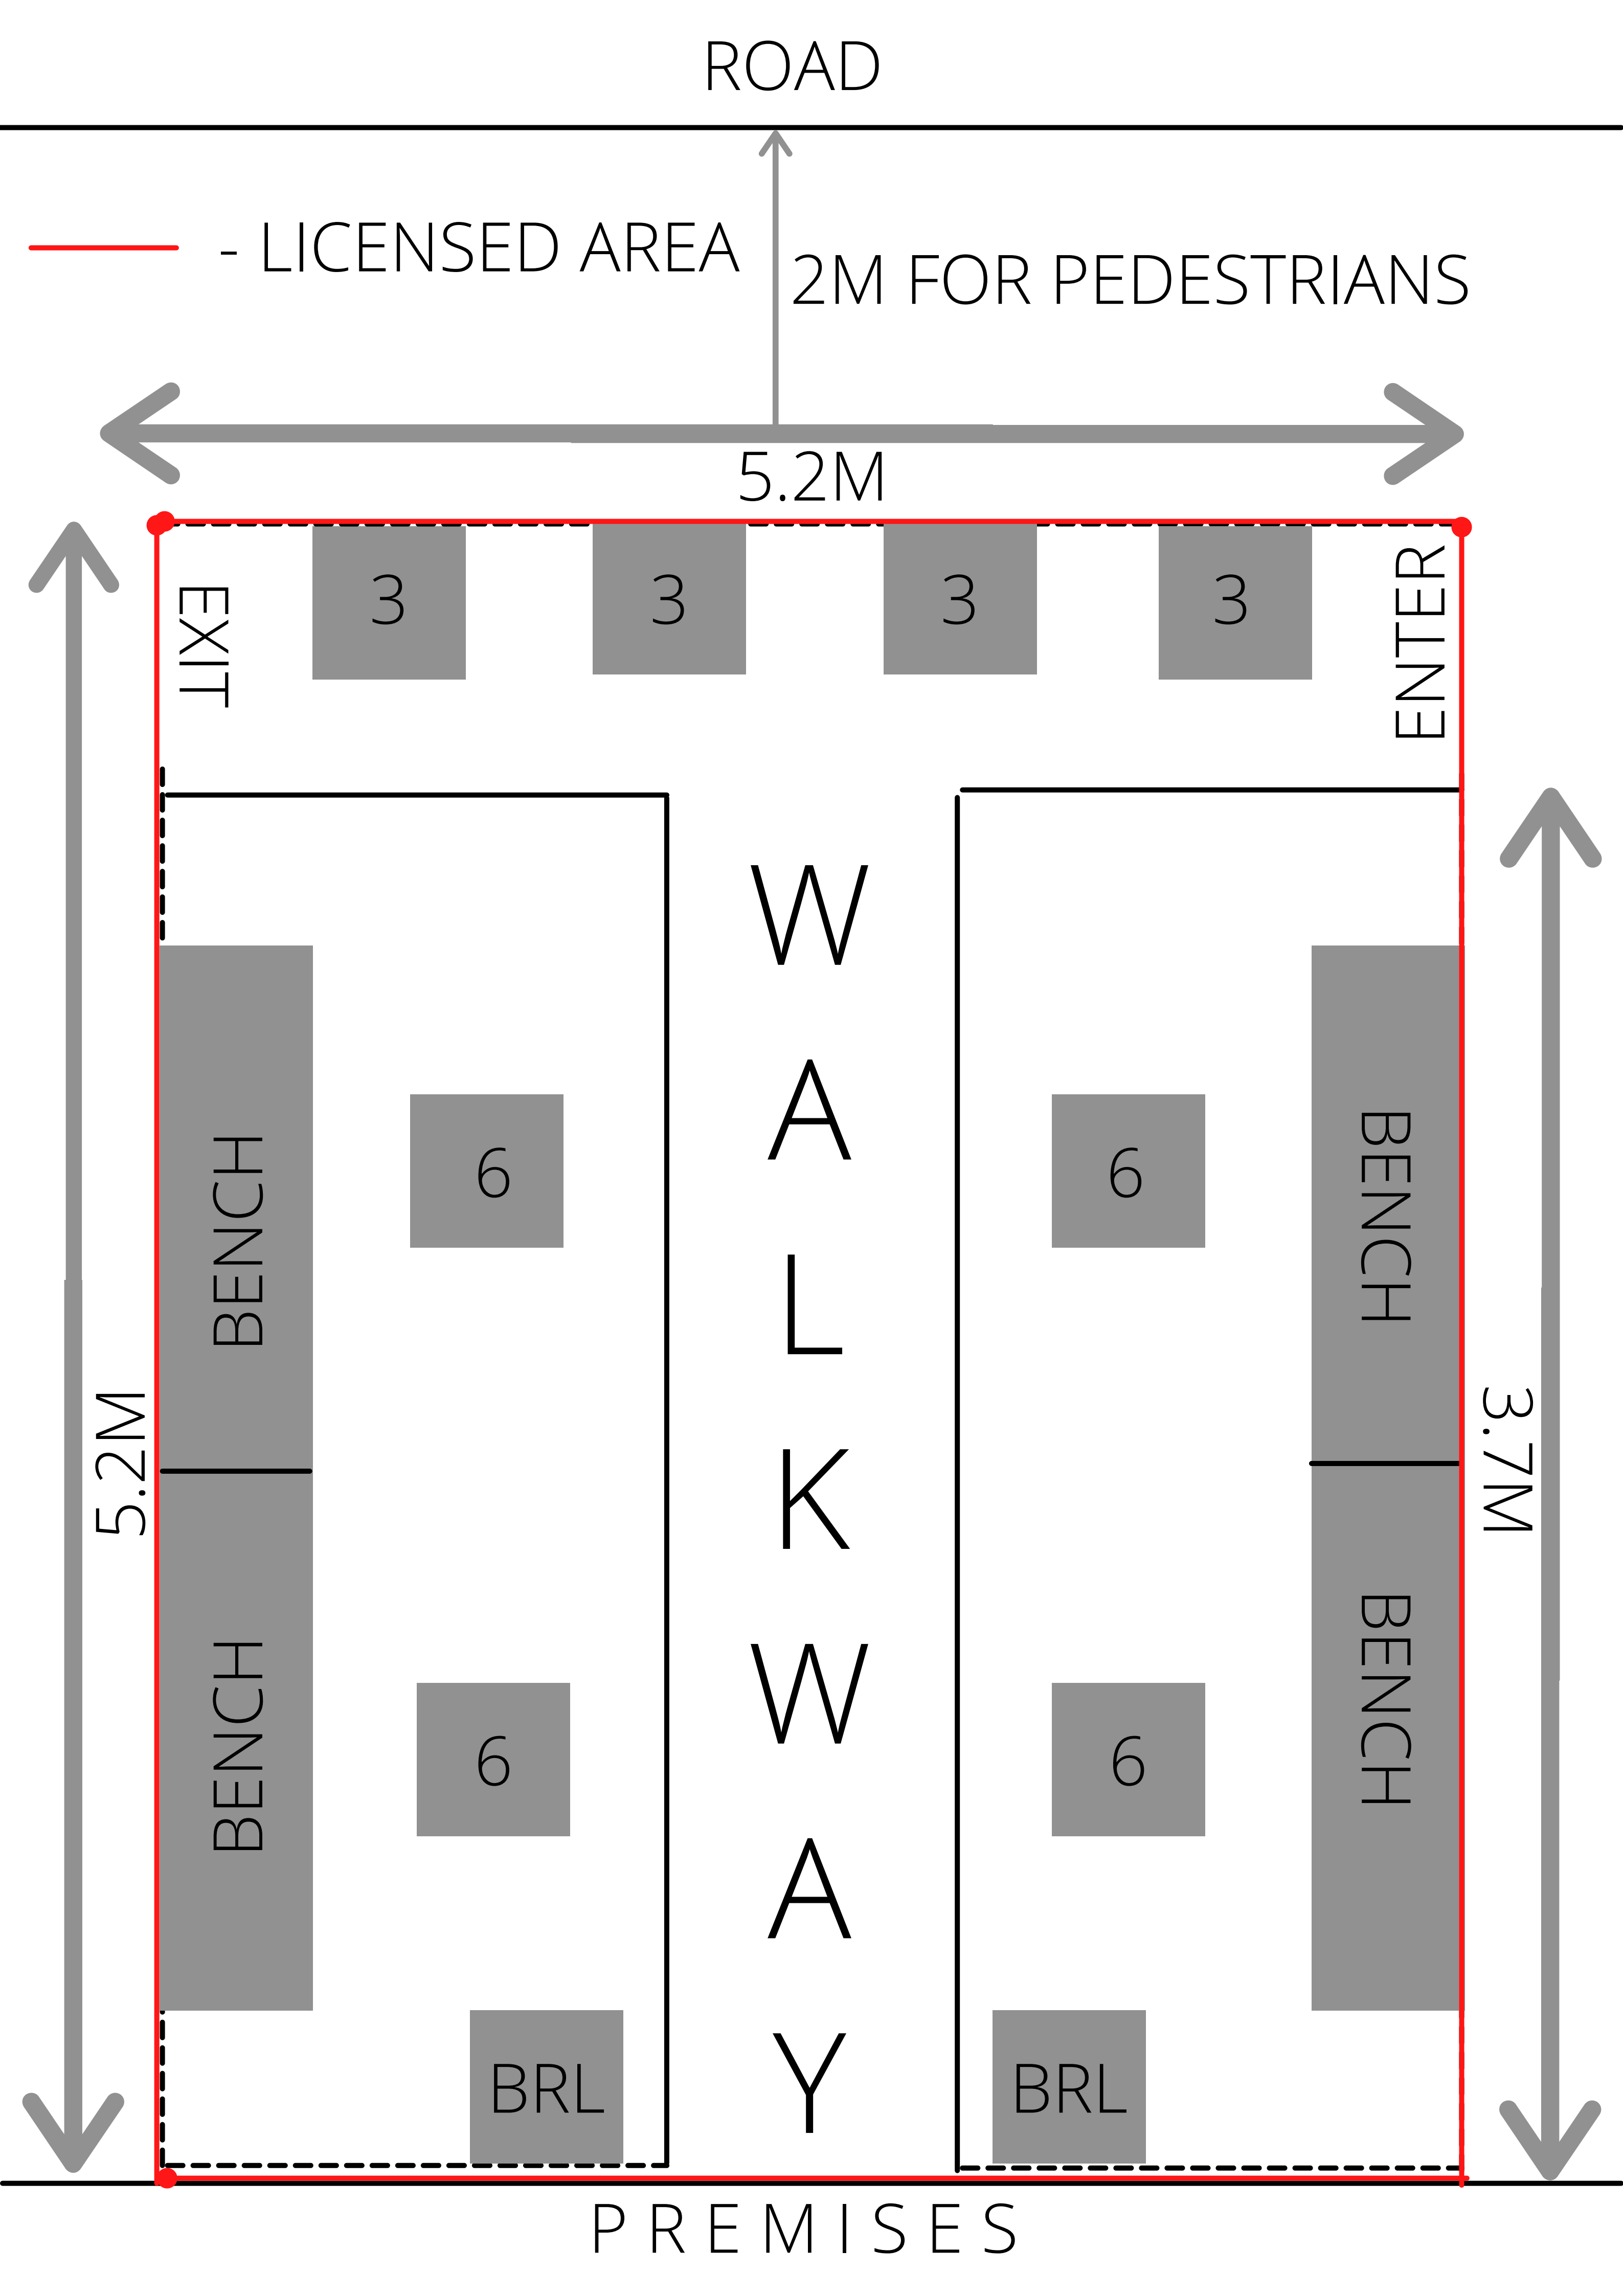 ROAD
- LICENSED AREA
2M FOR PEDESTRIANS
5.2M
EXIT
3
3
3
3
ENTER
WALKWAY
BENCH
6
6
BENCH
5.2M
3.7M
BENCH
6
6
BENCH
BRL
BRL
PREMISES